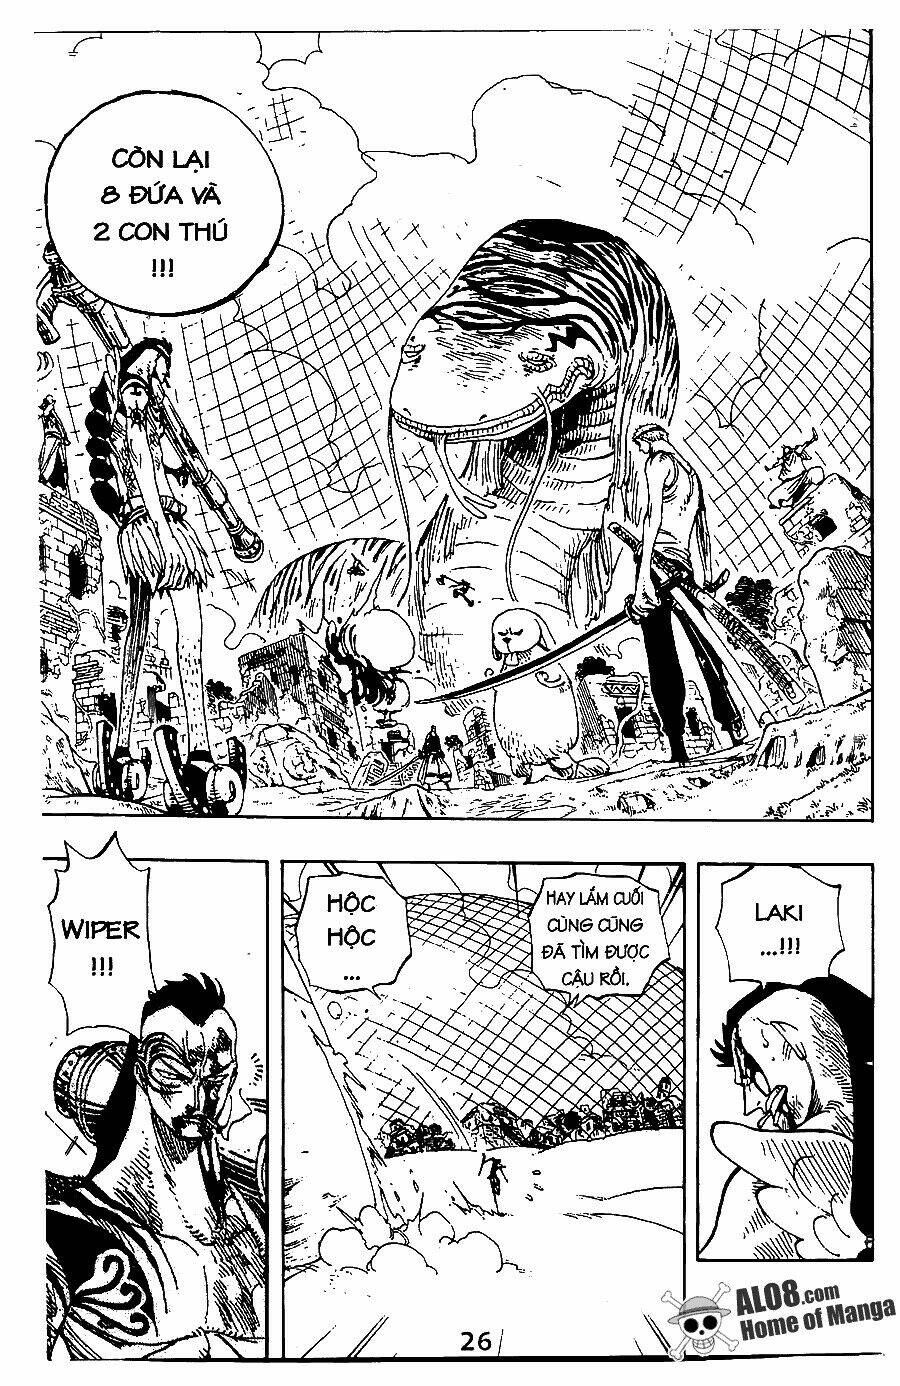 CÒN LẠI
8 ĐỨA VÀ
2 CON THÚ
!!!
WIPER
!!!
HỘC
HỘC
...
HAY LẮM CUỐI
CÙNG CŨNG
ĐÃ TÌM ĐƯỢC
CẬU RỒI.
LAKI
...!!!
26
ALO8.com
Home of Manga